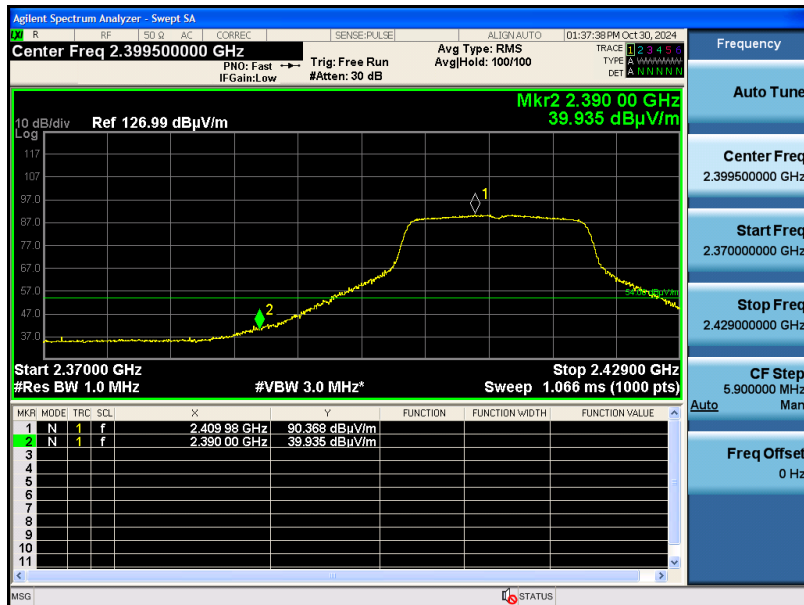 Agilent Spectrum Analyzer - Swept SA
LXI R RF 50 Ω AC CORREC SENSE:PULSE ALIGN AUTO 01:37:38 PM Oct 30, 2024
Center Freq 2.399500000 GHz
PNO: Fast
IFGain:Low
Trig: Free Run
#Atten: 30 dB
Avg Type: RMS
Avg|Hold: 100/100
TRACE 1 2 3 4 5 6
TYPE A WWWWW
DET A N N N N N
Mkr2 2.390 00 GHz
39.935 dBµV/m
10 dB/div Ref 126.99 dBµV/m
Log
117
107
97.0
87.0
77.0
67.0
57.0
47.0
37.0
1
2
Start 2.37000 GHz Stop 2.42900 GHz
#Res BW 1.0 MHz #VBW 3.0 MHz* Sweep 1.066 ms (1000 pts)
MKR MODE TRC SCL X Y FUNCTION FUNCTION WIDTH FUNCTION VALUE
1 N 1 f 2.409 98 GHz 90.368 dBµV/m
2 N 1 f 2.390 00 GHz 39.935 dBµV/m
3
4
5
6
7
8
9
10
11
MSG STATUS
Frequency
Auto Tune
Center Freq
2.399500000 GHz
Start Freq
2.370000000 GHz
Stop Freq
2.429000000 GHz
CF Step
5.900000 MHz
Auto Man
Freq Offset
0 Hz